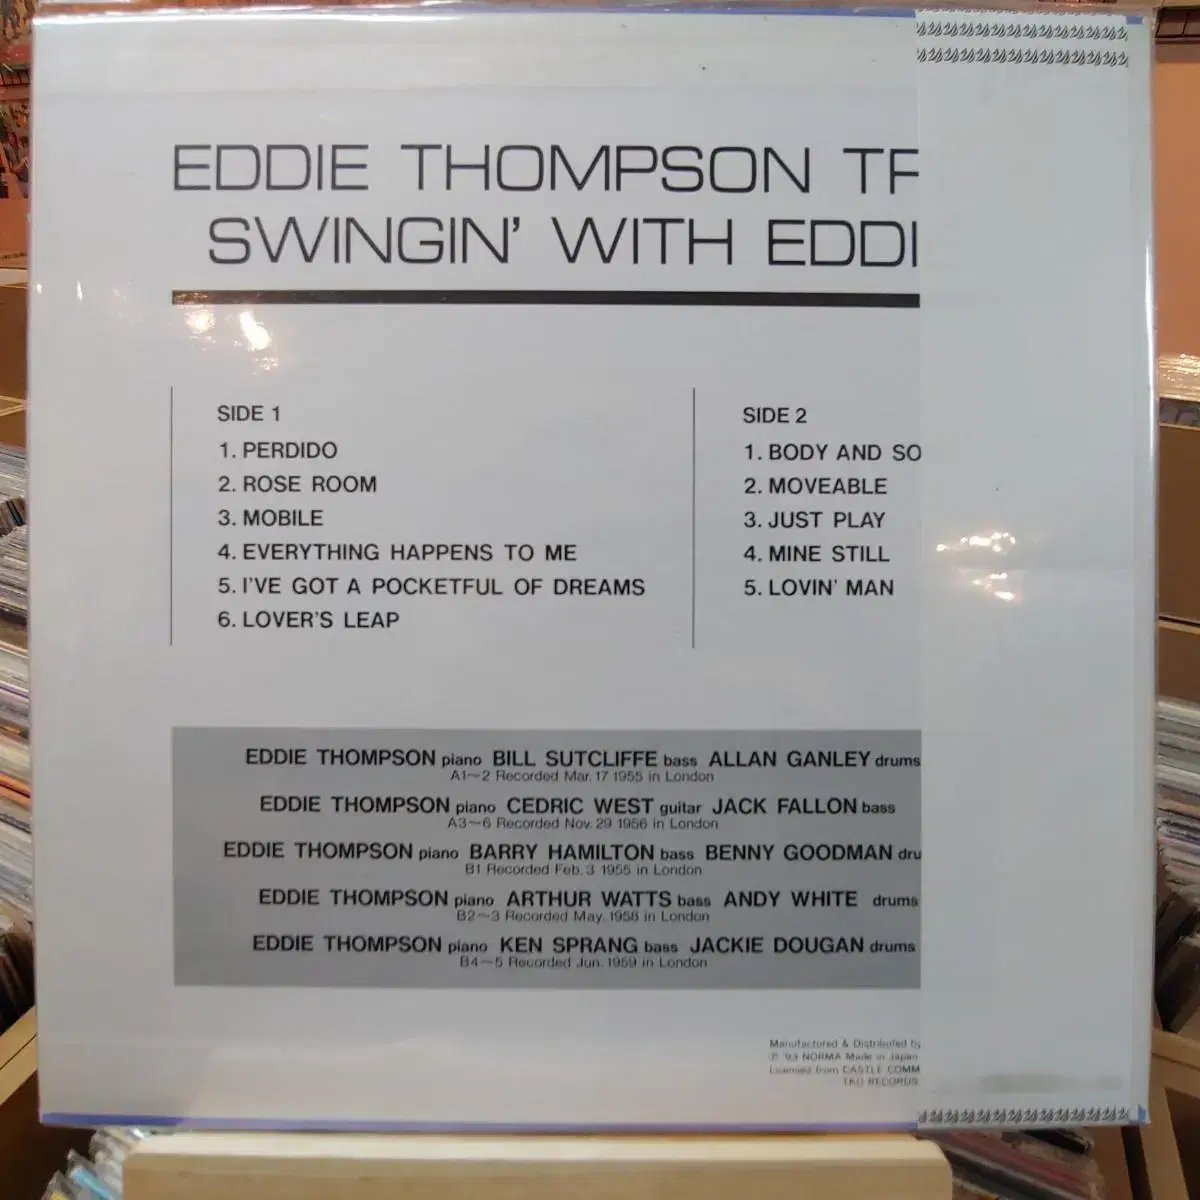 EDDIE THOMPSON TR
SWINGIN' WITH EDDI
SIDE 1
1. PERDIDO
2. ROSE ROOM
3. MOBILE
4. EVERYTHING HAPPENS TO ME
5. I'VE GOT A POCKETFUL OF DREAMS
6. LOVER'S LEAP
SIDE 2
1. BODY AND SO
2. MOVEABLE
3. JUST PLAY
4. MINE STILL
5. LOVIN' MAN
EDDIE THOMPSON piano BILL SUTCLIFFE bass ALLAN GANLEY drums
A1~2 Recorded Mar. 17 1955 in London
EDDIE THOMPSON piano CEDRIC WEST guitar JACK FALLON bass
A3~6 Recorded Nov. 29 1956 in London
EDDIE THOMPSON piano BARRY HAMILTON bass BENNY GOODMAN dru
B1 Recorded Feb. 3 1955 in London
EDDIE THOMPSON piano ARTHUR WATTS bass ANDY WHITE drums
B2~3 Recorded May. 1958 in London
EDDIE THOMPSON piano KEN SPRANG bass JACKIE DOUGAN drums
B4~5 Recorded Jun. 1959 in London
Manufactured & Distributed by
℗ '93 NORMA Made in Japan
Licensed from CASTLE COMM
TKO RECORDS